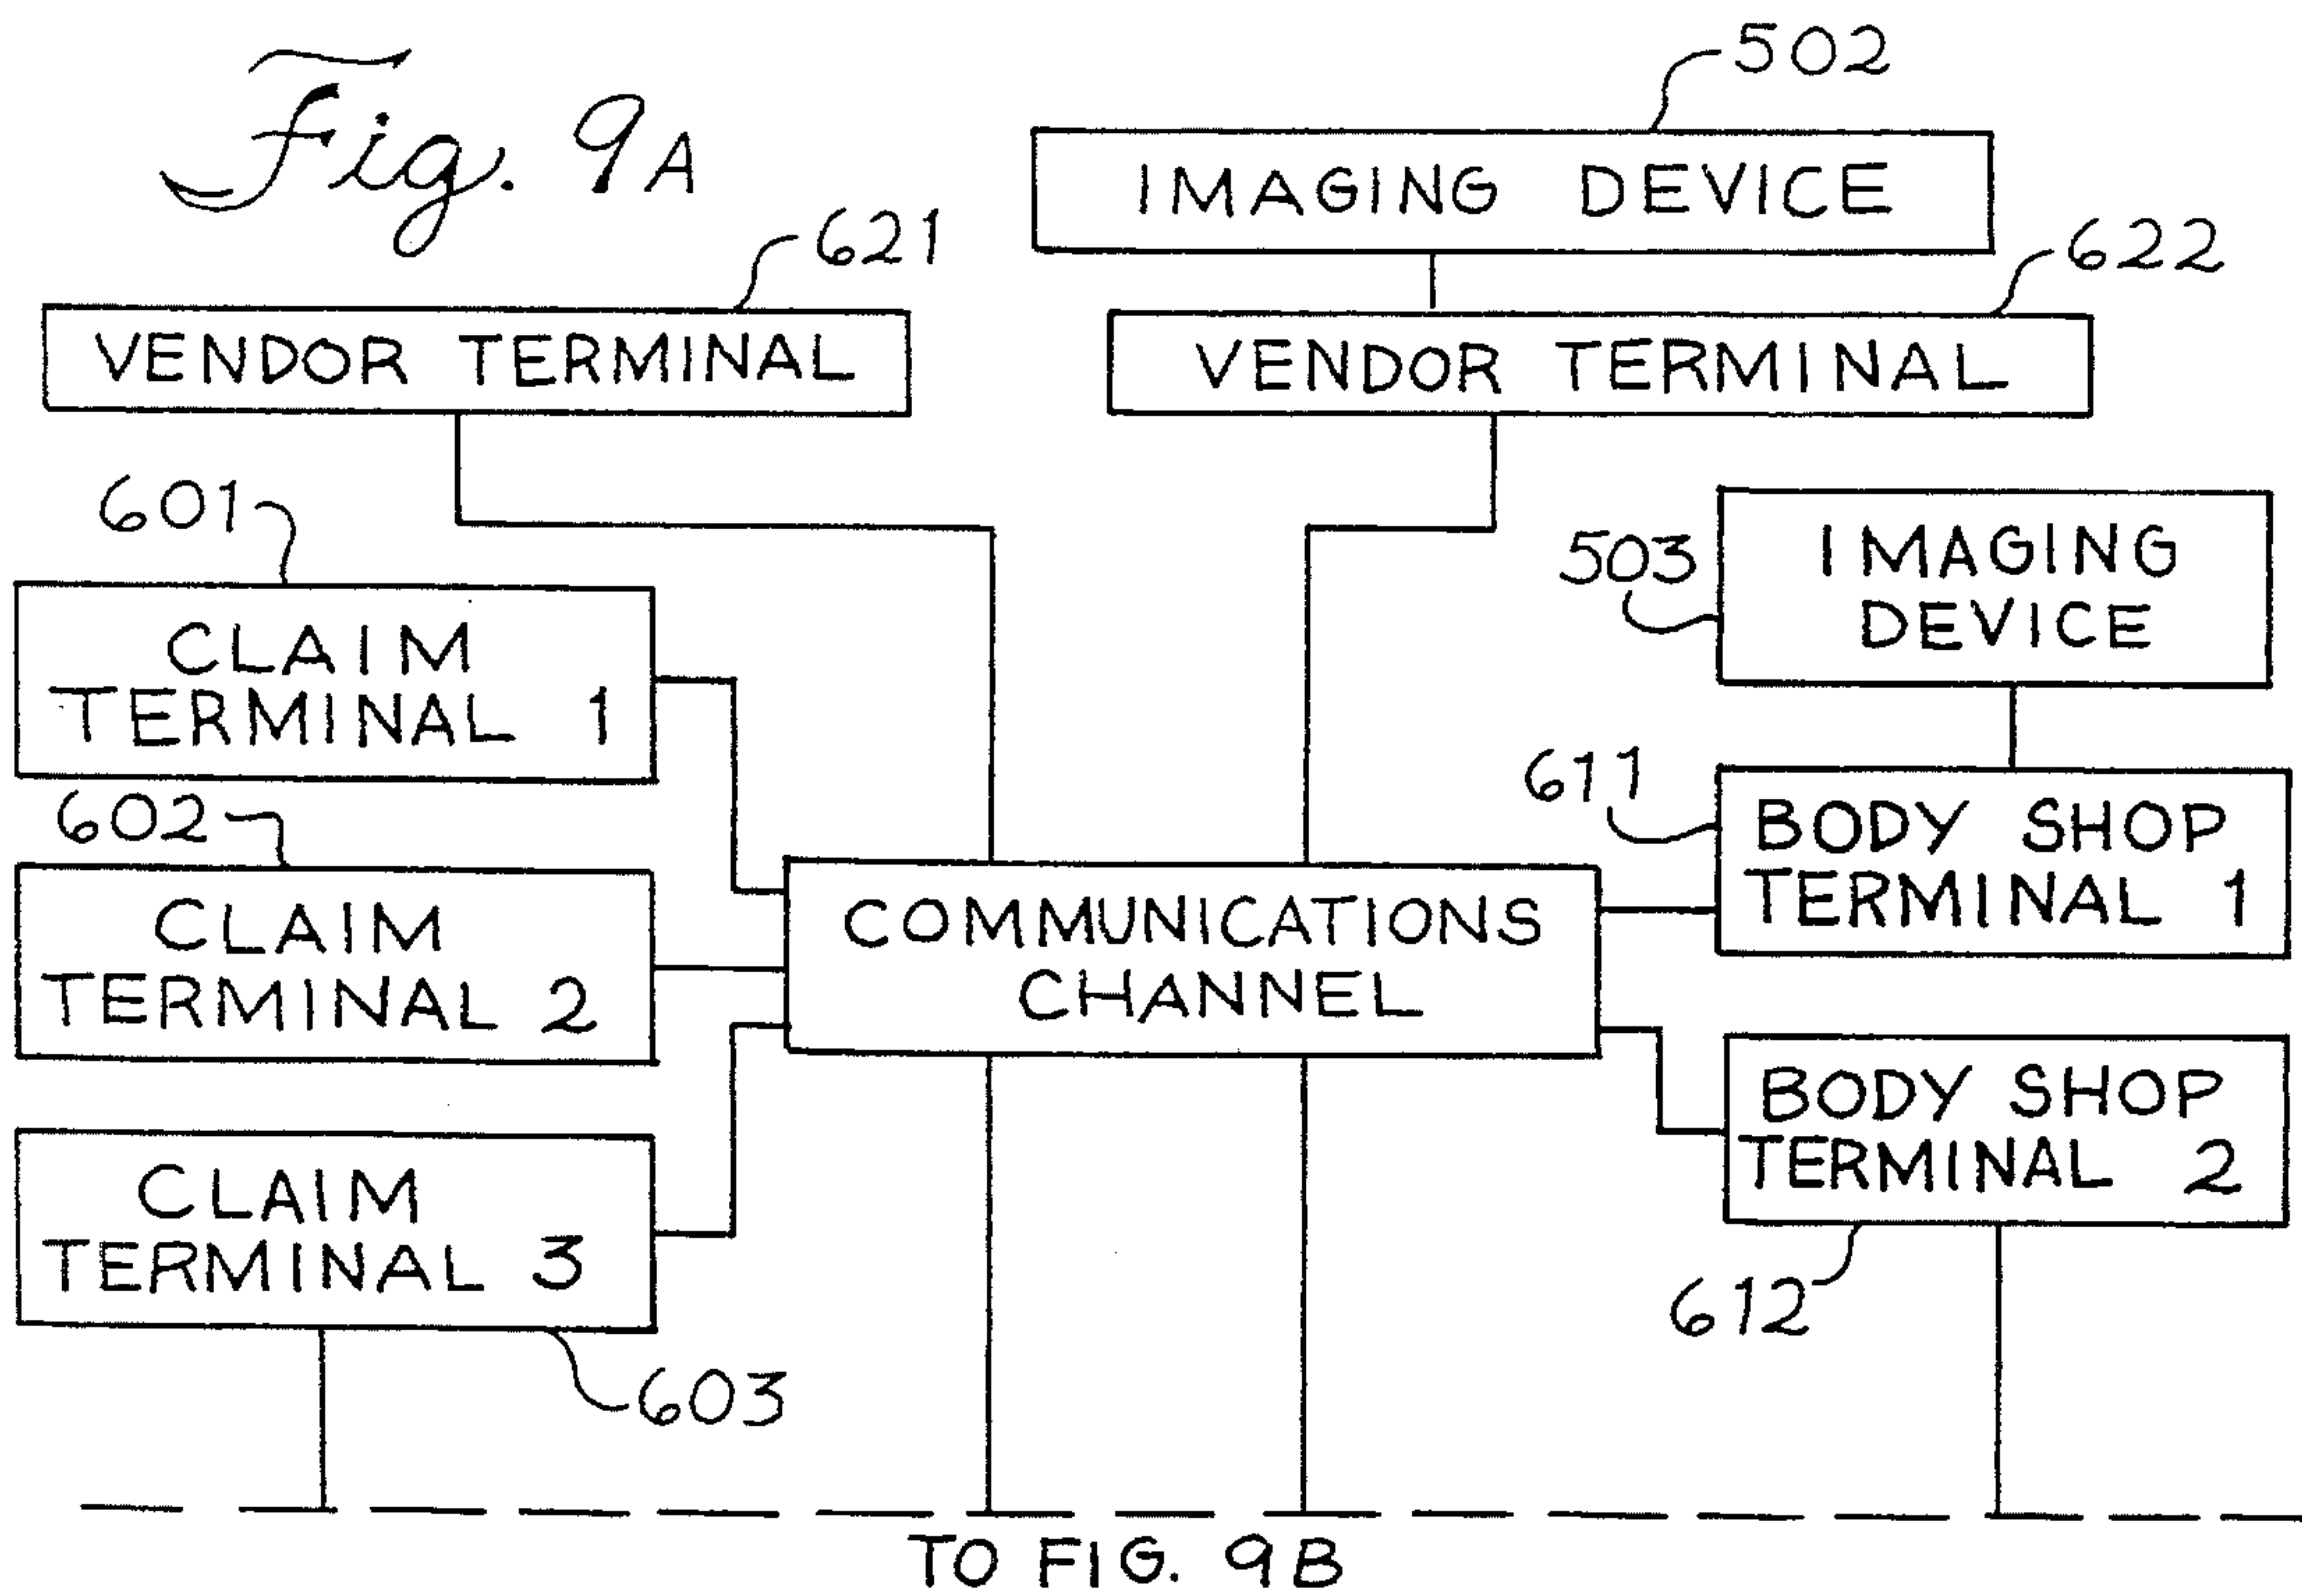 Fig. 9A
502
IMAGING DEVICE
621
622
VENDOR TERMINAL
VENDOR TERMINAL
601
503
IMAGING
DEVICE
CLAIM
TERMINAL 1
602
611
BODY SHOP
TERMINAL 1
CLAIM
TERMINAL 2
COMMUNICATIONS
CHANNEL
BODY SHOP
TERMINAL 2
CLAIM
TERMINAL 3
612
603
TO FIG. 9B